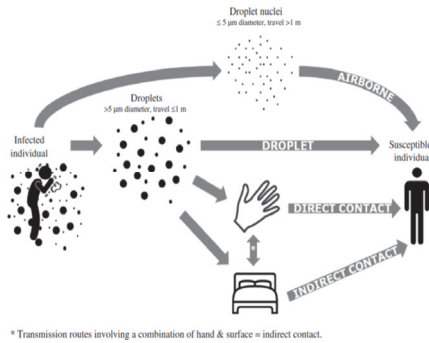 Droplet nuclei
≤ 5 µm diameter, travel >1 m
AIRBORNE
Droplets
>5 µm diameter, travel ≤1 m
Infected
individual
DROPLET
Susceptible
individual
DIRECT CONTACT
*
INDIRECT CONTACT
* Transmission routes involving a combination of hand & surface = indirect contact.